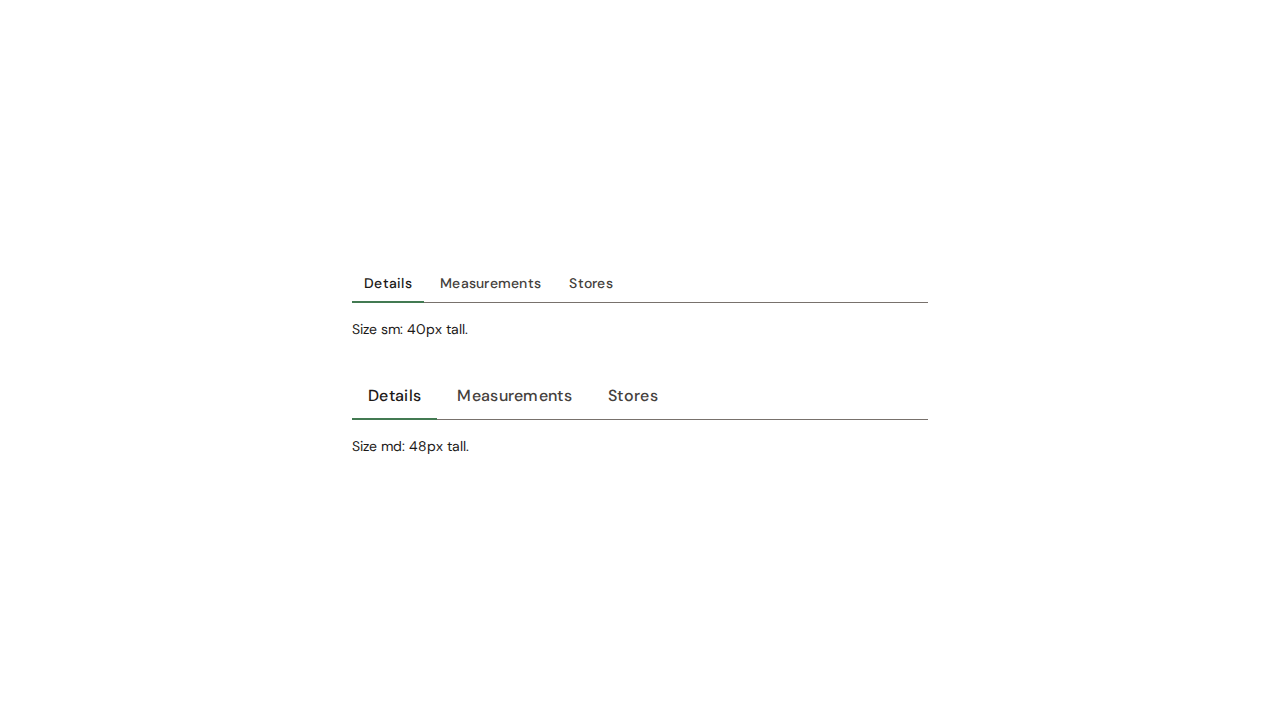 Details Measurements Stores
Size sm: 40px tall.
Details Measurements Stores
Size md: 48px tall.